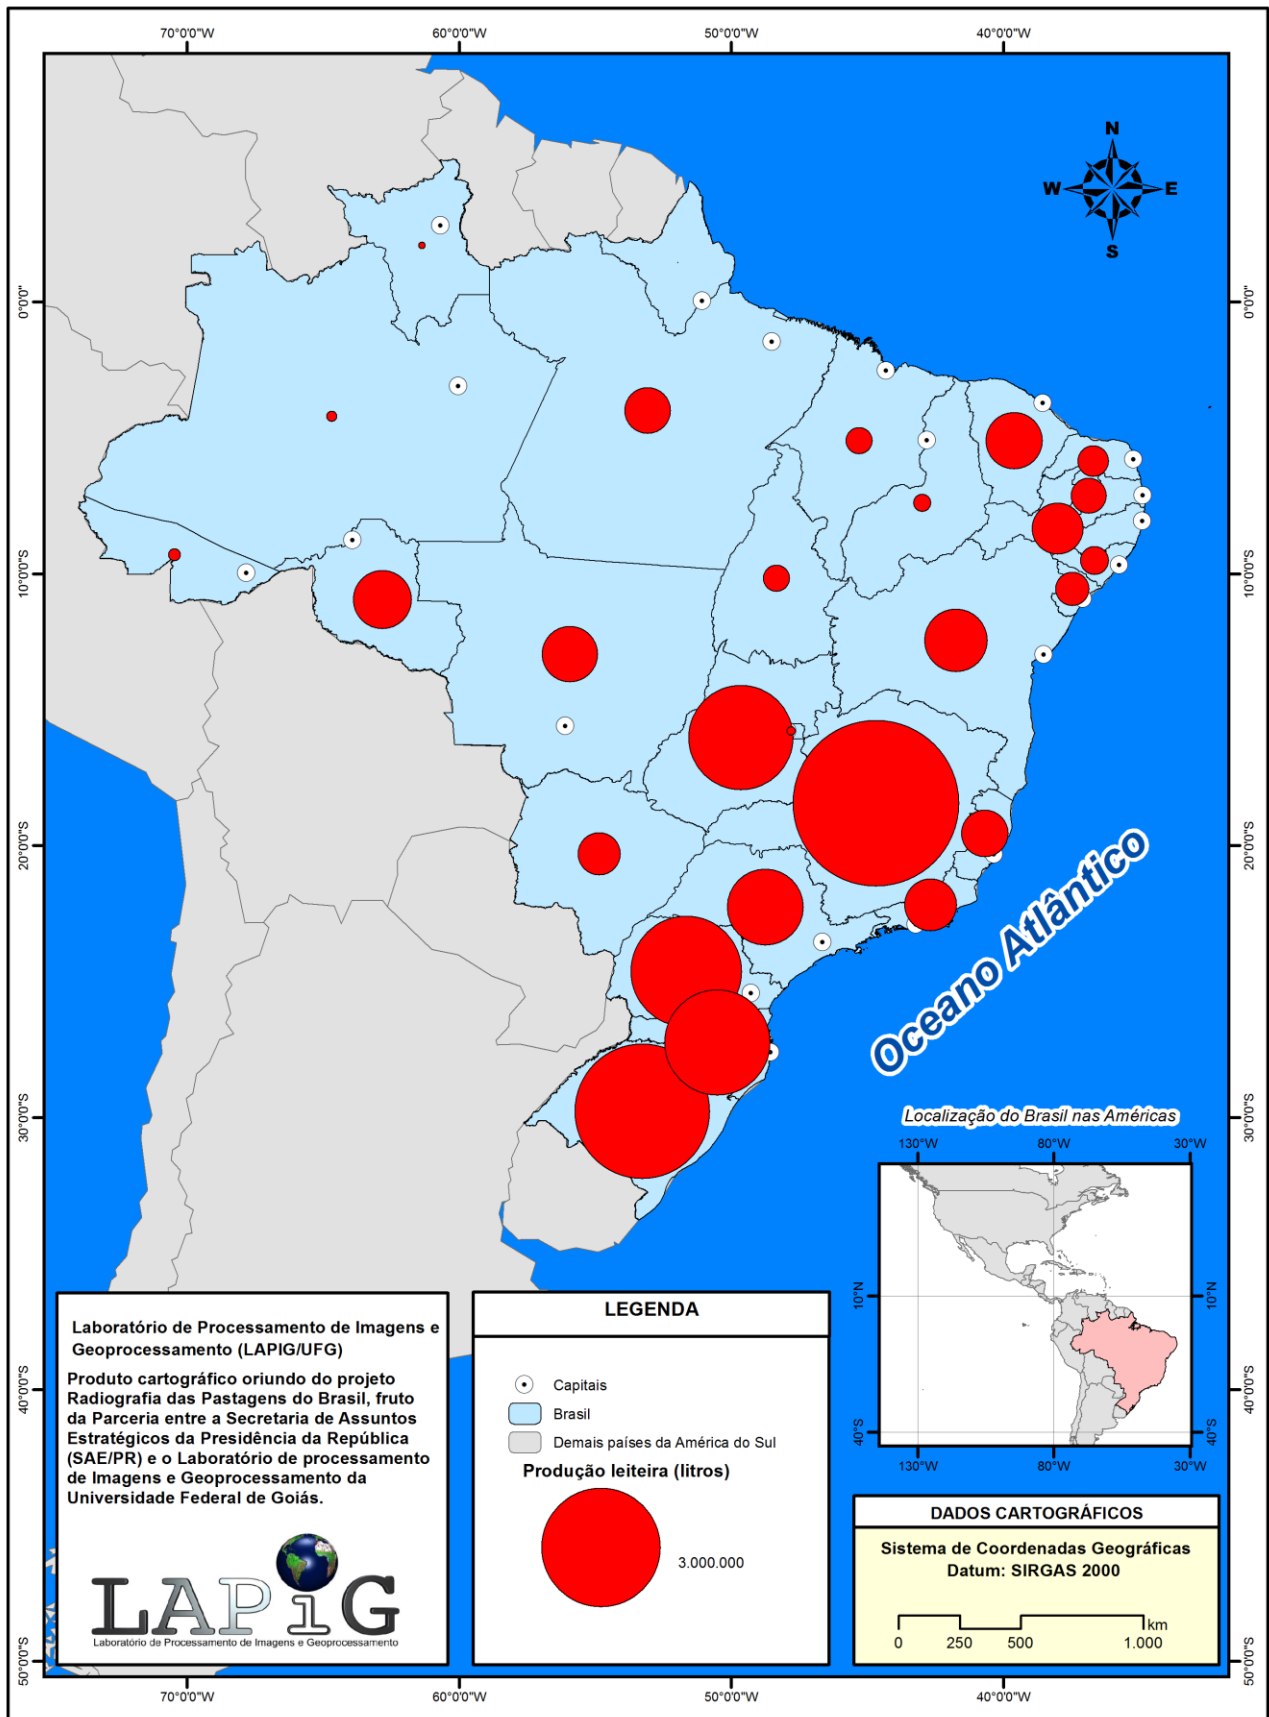 70°0'0"W 60°0'0"W 50°0'0"W 40°0'0"W
N
W E
S
0°0'0" 0°0'0"
10°0'0"S 10°0'0"S
20°0'0"S 20°0'0"S
Oceano Atlântico
30°0'0"S 30°0'0"S
Localização do Brasil nas Américas
130°W 80°W 30°W
10°N 10°N
40°S 40°S
130°W 80°W 30°W
40°0'0"S 40°0'0"S
Laboratório de Processamento de Imagens e
Geoprocessamento (LAPIG/UFG)
Produto cartográfico oriundo do projeto
Radiografia das Pastagens do Brasil, fruto
da Parceria entre a Secretaria de Assuntos
Estratégicos da Presidência da República
(SAE/PR) e o Laboratório de processamento
de Imagens e Geoprocessamento da
Universidade Federal de Goiás.
LAPiG
Laboratório de Processamento de Imagens e Geoprocessamento
LEGENDA
Capitais
Brasil
Demais países da América do Sul
Produção leiteira (litros)
3.000.000
DADOS CARTOGRÁFICOS
Sistema de Coordenadas Geográficas
Datum: SIRGAS 2000
km
0 250 500 1.000
50°0'0"S 50°0'0"S
70°0'0"W 60°0'0"W 50°0'0"W 40°0'0"W